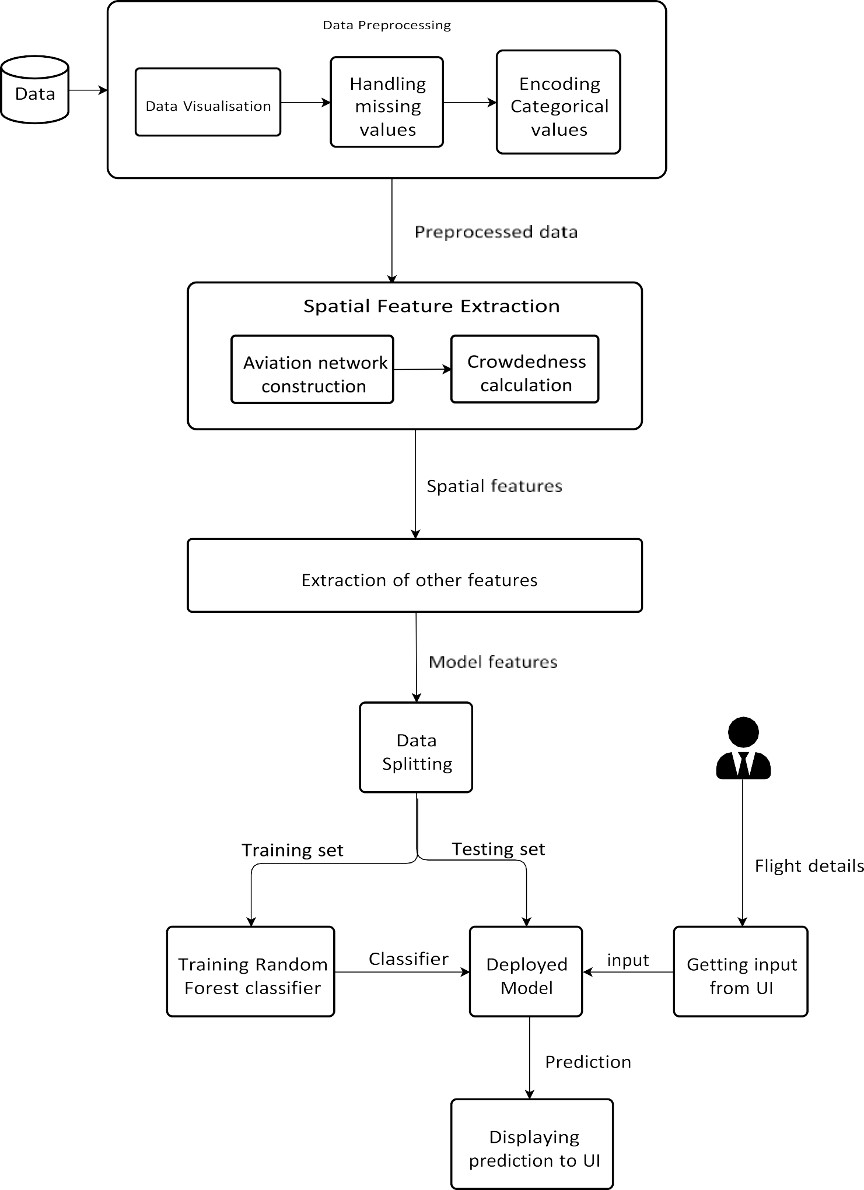 Data Preprocessing
Data
Data Visualisation
Handling
missing
values
Encoding
Categorical
values
Preprocessed data
Spatial Feature Extraction
Aviation network
construction
Crowdedness
calculation
Spatial features
Extraction of other features
Model features
Data
Splitting
Training set
Testing set
Flight details
Training Random
Forest classifier
Classifier
Deployed
Model
input
Getting input
from UI
Prediction
Displaying
prediction to UI